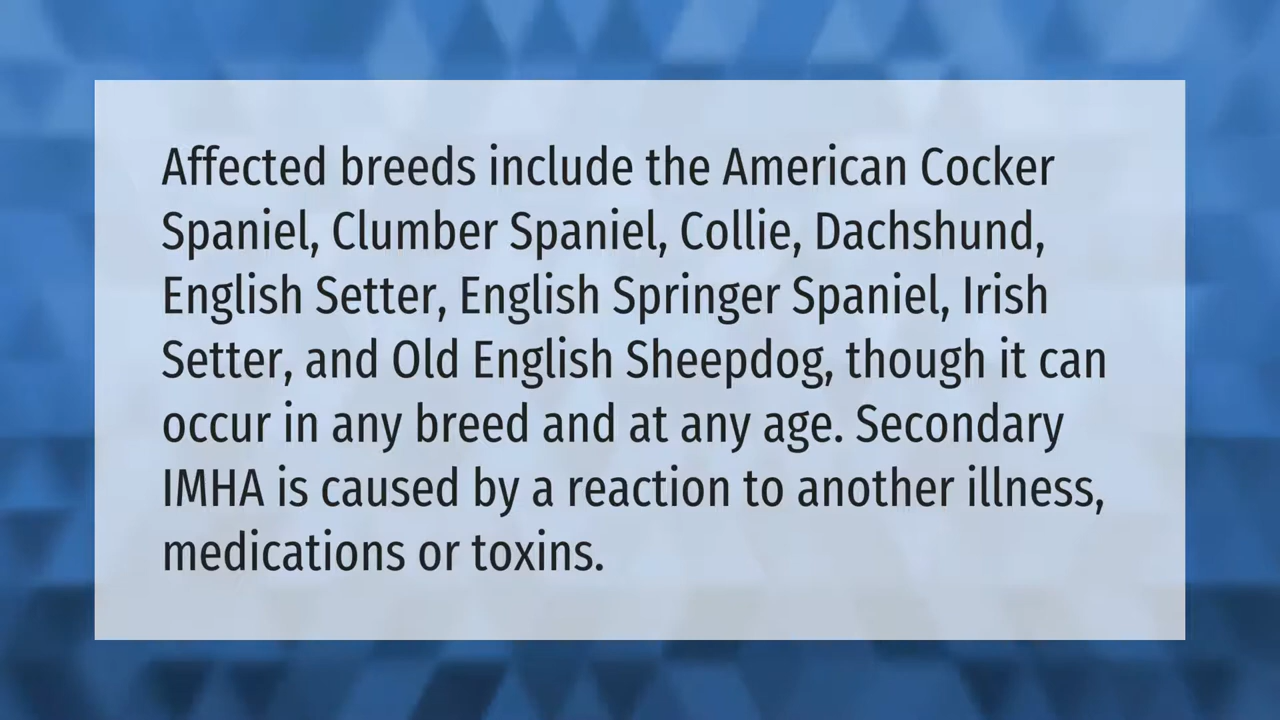 Affected breeds include the American Cocker
Spaniel, Clumber Spaniel, Collie, Dachshund,
English Setter, English Springer Spaniel, Irish
Setter, and Old English Sheepdog, though it can
occur in any breed and at any age. Secondary
IMHA is caused by a reaction to another illness,
medications or toxins.